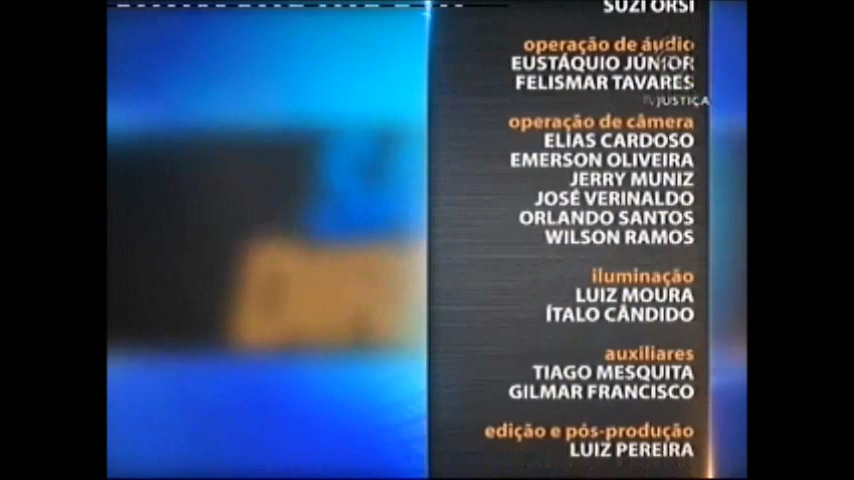 SUZI ORSI
operação de áudio
EUSTÁQUIO JÚNIOR
FELISMAR TAVARES
TVJUSTIÇA
operação de câmera
ELIAS CARDOSO
EMERSON OLIVEIRA
JERRY MUNIZ
JOSÉ VERINALDO
ORLANDO SANTOS
WILSON RAMOS
iluminação
LUIZ MOURA
ÍTALO CÂNDIDO
auxiliares
TIAGO MESQUITA
GILMAR FRANCISCO
edição e pós-produção
LUIZ PEREIRA